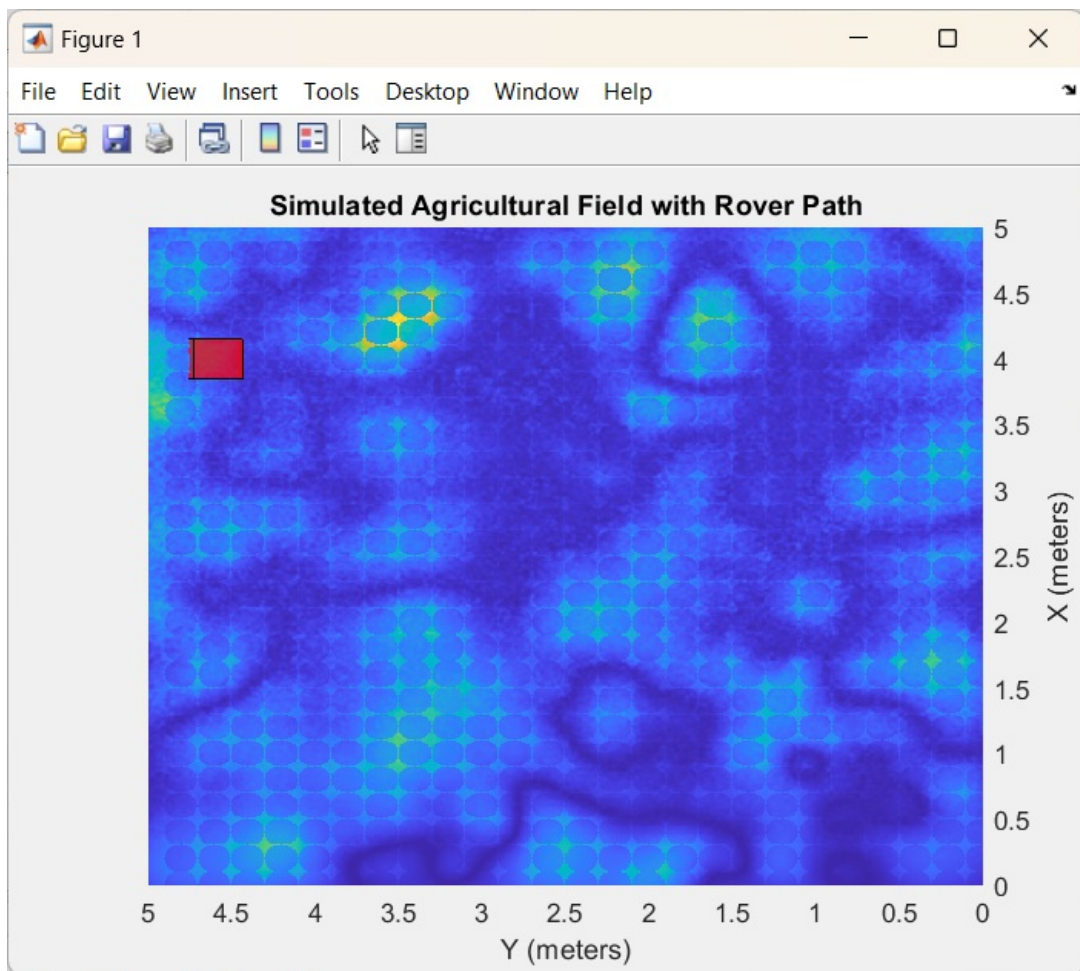 Figure 1
File Edit View Insert Tools Desktop Window Help
Simulated Agricultural Field with Rover Path
5
4.5
4
3.5
3
2.5
2
1.5
1
0.5
0
X (meters)
5 4.5 4 3.5 3 2.5 2 1.5 1 0.5 0
Y (meters)